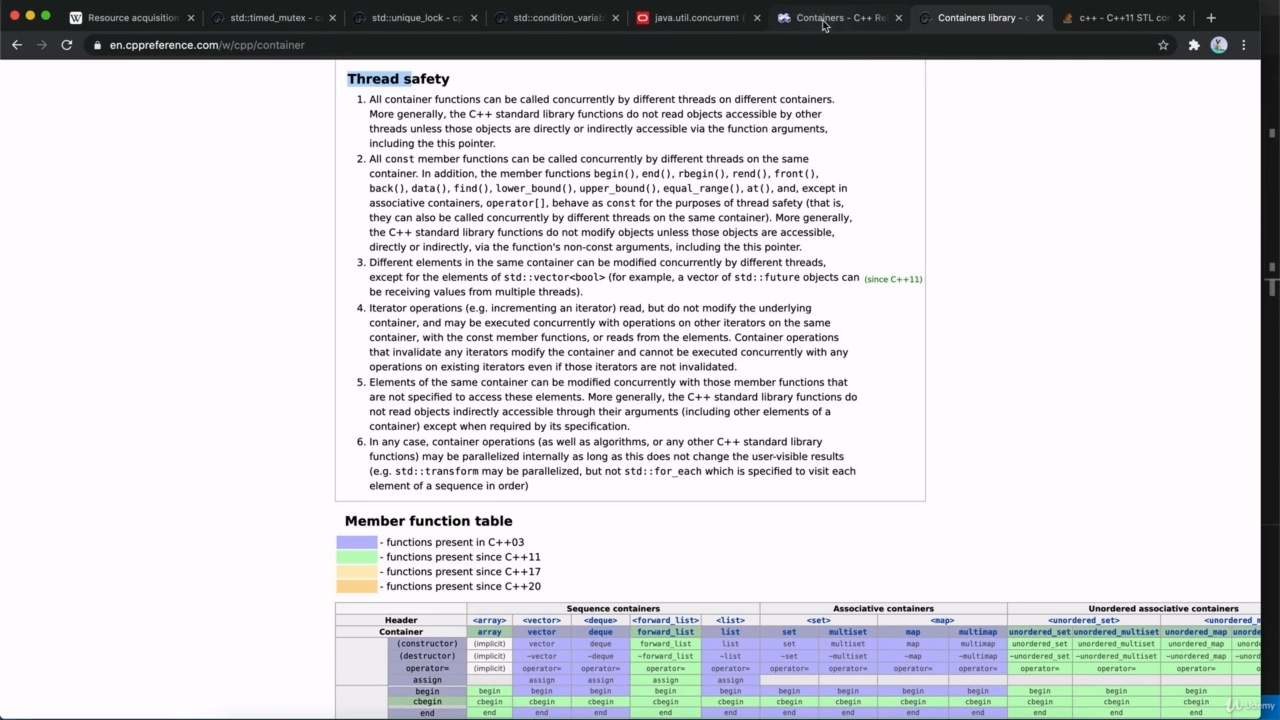 Resource acquisition
std::timed_mutex - c
std::unique_lock - cp
std::condition_variab
java.util.concurrent
Containers - C++ Re
Containers library - c
c++ - C++11 STL con
en.cppreference.com/w/cpp/container
Thread safety
1. All container functions can be called concurrently by different threads on different containers.
More generally, the C++ standard library functions do not read objects accessible by other
threads unless those objects are directly or indirectly accessible via the function arguments,
including the this pointer.
2. All const member functions can be called concurrently by different threads on the same
container. In addition, the member functions begin(), end(), rbegin(), rend(), front(),
back(), data(), find(), lower_bound(), upper_bound(), equal_range(), at(), and, except in
associative containers, operator[], behave as const for the purposes of thread safety (that is,
they can also be called concurrently by different threads on the same container). More generally,
the C++ standard library functions do not modify objects unless those objects are accessible,
directly or indirectly, via the function's non-const arguments, including the this pointer.
3. Different elements in the same container can be modified concurrently by different threads,
except for the elements of std::vector<bool> (for example, a vector of std::future objects can
be receiving values from multiple threads).
(since C++11)
4. Iterator operations (e.g. incrementing an iterator) read, but do not modify the underlying
container, and may be executed concurrently with operations on other iterators on the same
container, with the const member functions, or reads from the elements. Container operations
that invalidate any iterators modify the container and cannot be executed concurrently with any
operations on existing iterators even if those iterators are not invalidated.
5. Elements of the same container can be modified concurrently with those member functions that
are not specified to access these elements. More generally, the C++ standard library functions do
not read objects indirectly accessible through their arguments (including other elements of a
container) except when required by its specification.
6. In any case, container operations (as well as algorithms, or any other C++ standard library
functions) may be parallelized internally as long as this does not change the user-visible results
(e.g. std::transform may be parallelized, but not std::for_each which is specified to visit each
element of a sequence in order)
Member function table
- functions present in C++03
- functions present since C++11
- functions present since C++17
- functions present since C++20
Sequence containers Associative containers Unordered associative containers
Header <array> <vector> <deque> <forward_list> <list> <set> <map> <unordered_set> <unordered_m
Container array vector deque forward_list list set multiset map multimap unordered_set unordered_multiset unordered_map unorde
(constructor) (implicit) vector deque forward_list list set multiset map multimap unordered_set unordered_multiset unordered_map unorde
(destructor) (implicit) ~vector ~deque ~forward_list ~list ~set ~multiset ~map ~multimap ~unordered_set ~unordered_multiset ~unordered_map ~unord
operator= (implicit) operator= operator= operator= operator= operator= operator= operator= operator= operator= operator= operator= op
assign assign assign assign assign
begin begin begin begin begin begin begin begin begin begin begin begin begin
cbegin cbegin cbegin cbegin cbegin cbegin cbegin cbegin cbegin cbegin cbegin cbegin cbegin
end end end end end end end end end end end end end
Udemy